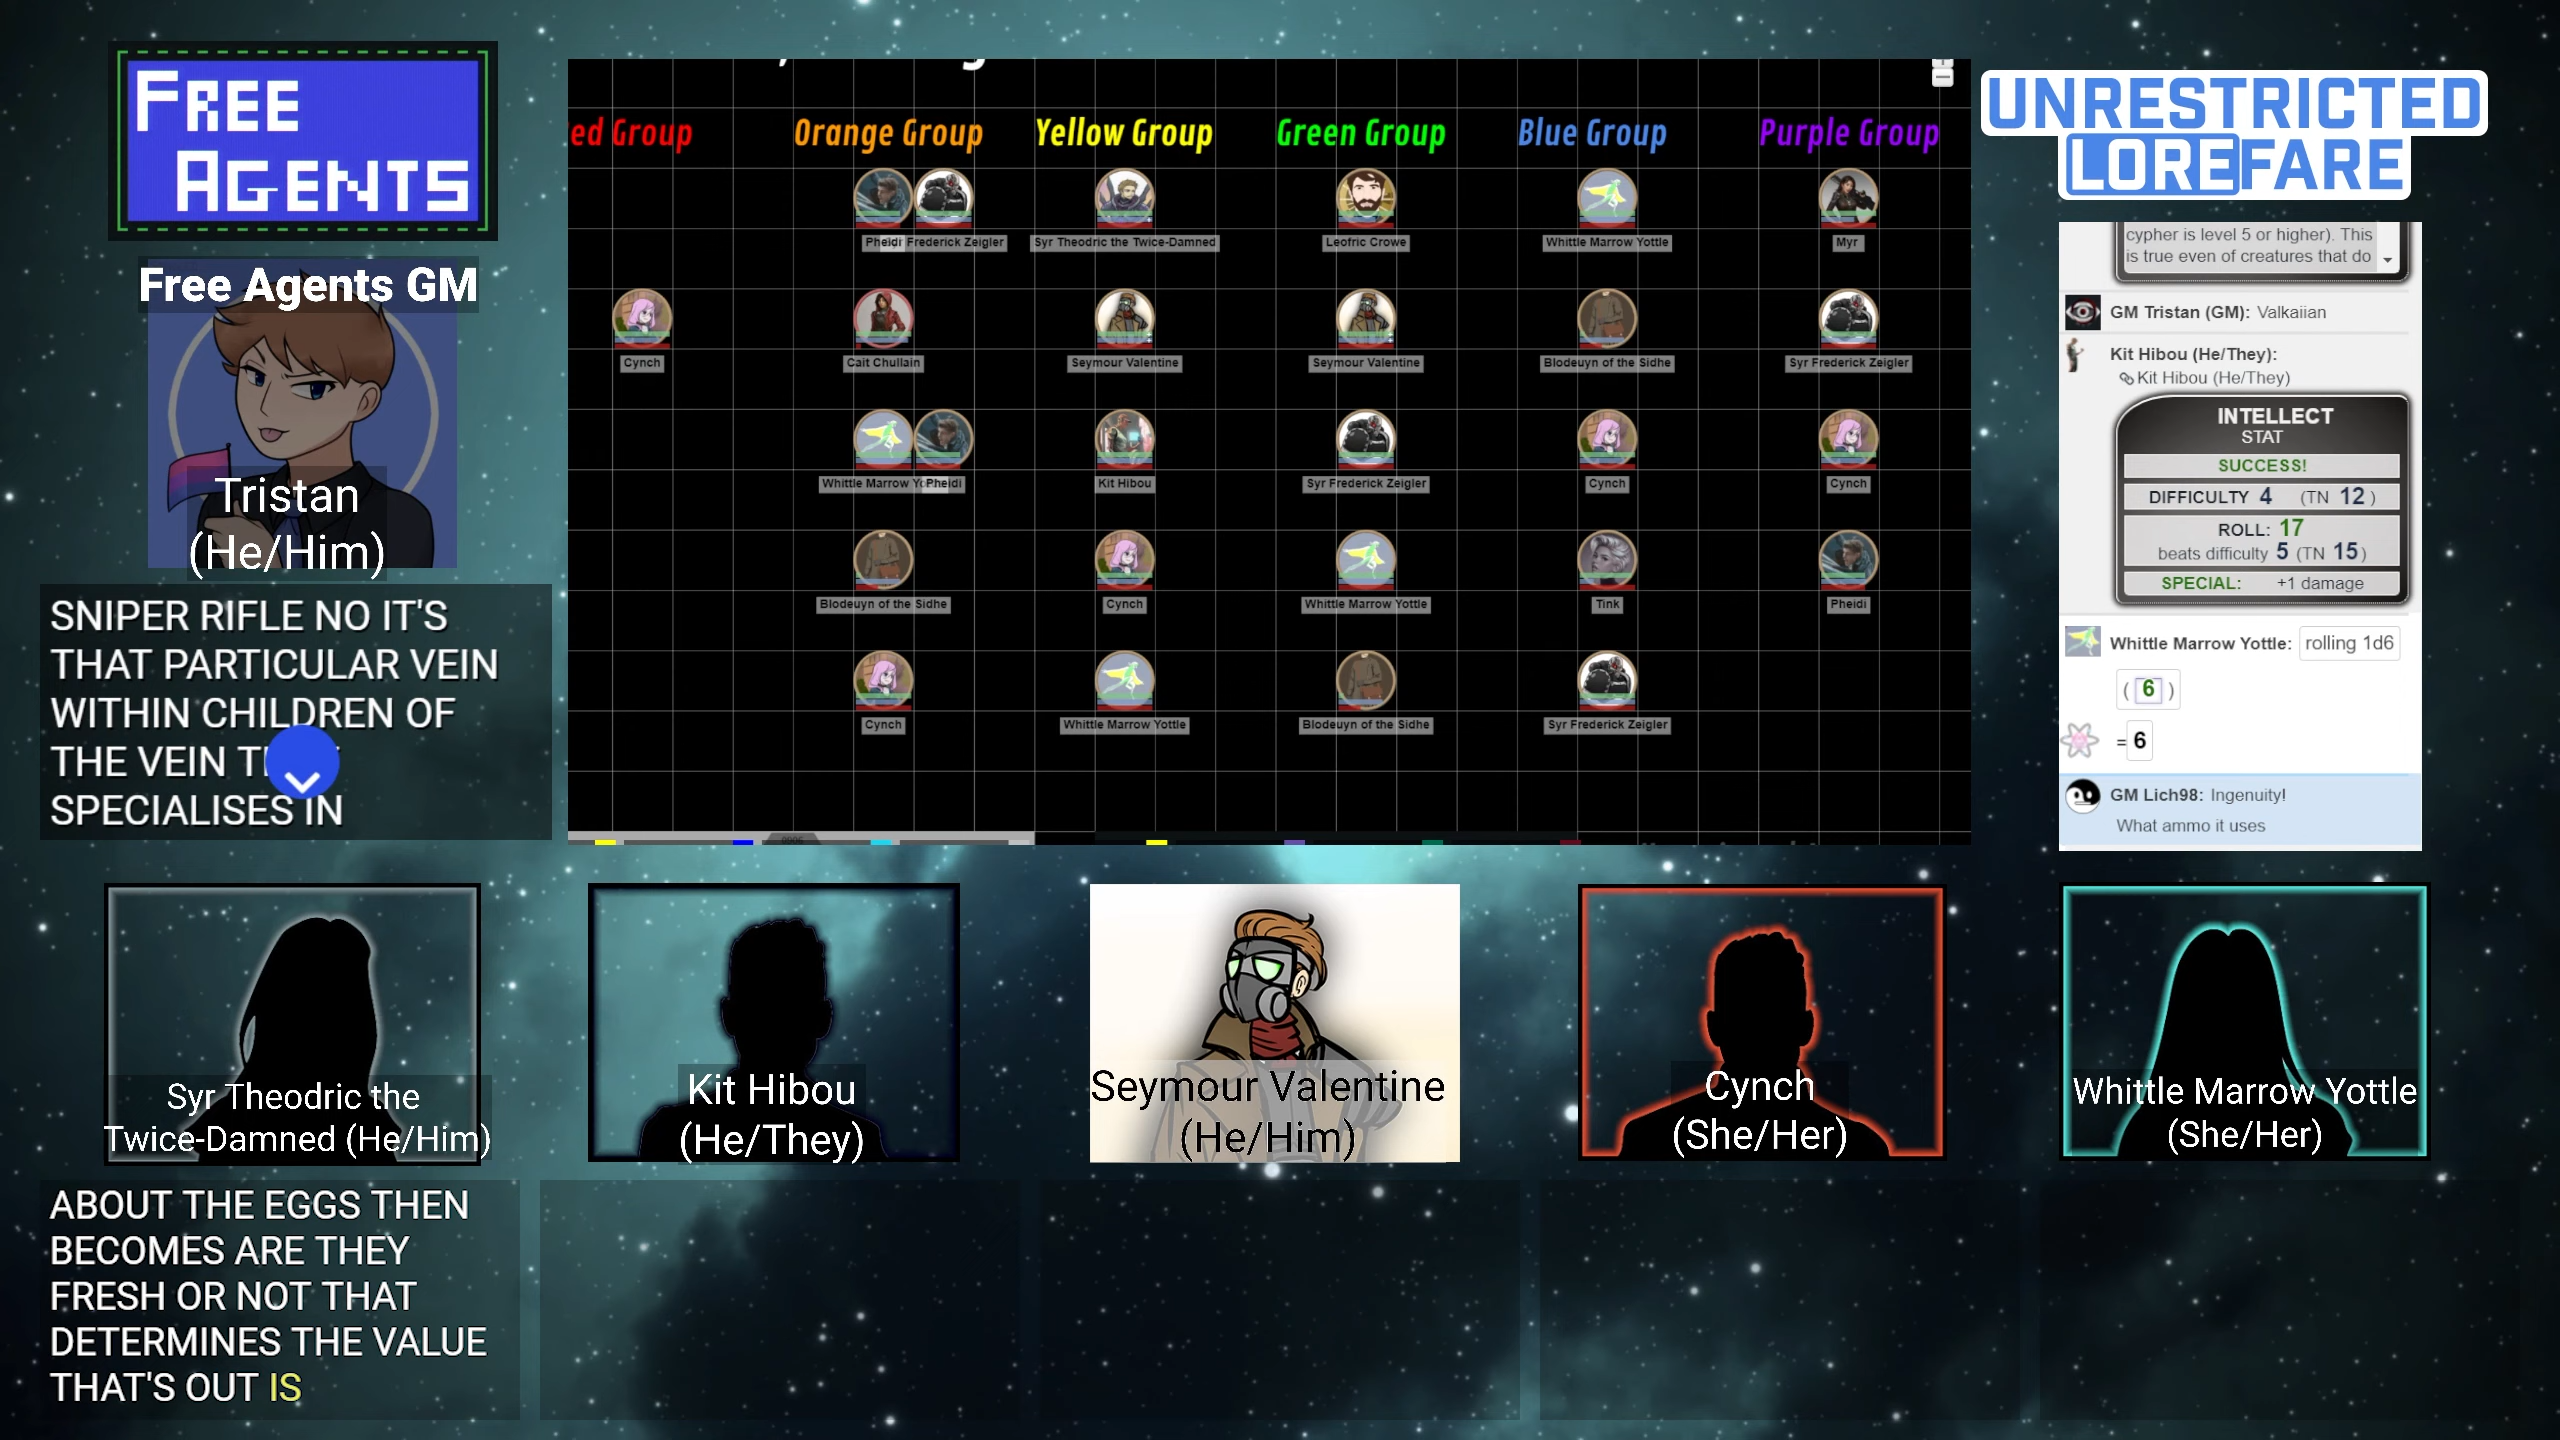 FREE
AGENTS
Free Agents GM
Tristan
(He/Him)
SNIPER RIFLE NO IT'S
THAT PARTICULAR VEIN
WITHIN CHILDREN OF
THE VEIN
SPECIALISES IN
ed Group
Orange Group
Yellow Group
Green Group
Blue Group
Purple Group
Pheidi
Frederick Zeigler
Syr Theodric the Twice-Damned
Leofric Crowe
Whittle Marrow Yottle
Myr
Cynch
Cait Chullain
Seymour Valentine
Seymour Valentine
Blodeuyn of the Sidhe
Syr Frederick Zeigler
Whittle Marrow Yo
Pheidi
Kit Hibou
Syr Frederick Zeigler
Cynch
Cynch
Blodeuyn of the Sidhe
Cynch
Whittle Marrow Yottle
Tink
Pheidi
Cynch
Whittle Marrow Yottle
Blodeuyn of the Sidhe
Syr Frederick Zeigler
UNRESTRICTED
LOREFARE
cypher is level 5 or higher). This
is true even of creatures that do
GM Tristan (GM): Valkaiian
Kit Hibou (He/They):
Kit Hibou (He/They)
INTELLECT
STAT
SUCCESS!
DIFFICULTY 4 (TN 12 )
ROLL: 17
beats difficulty 5 (TN 15)
SPECIAL: +1 damage
Whittle Marrow Yottle: rolling 1d6
( 6 )
= 6
GM Lich98: Ingenuity!
What ammo it uses
Syr Theodric the
Twice-Damned (He/Him)
Kit Hibou
(He/They)
Seymour Valentine
(He/Him)
Cynch
(She/Her)
Whittle Marrow Yottle
(She/Her)
ABOUT THE EGGS THEN
BECOMES ARE THEY
FRESH OR NOT THAT
DETERMINES THE VALUE
THAT'S OUT IS